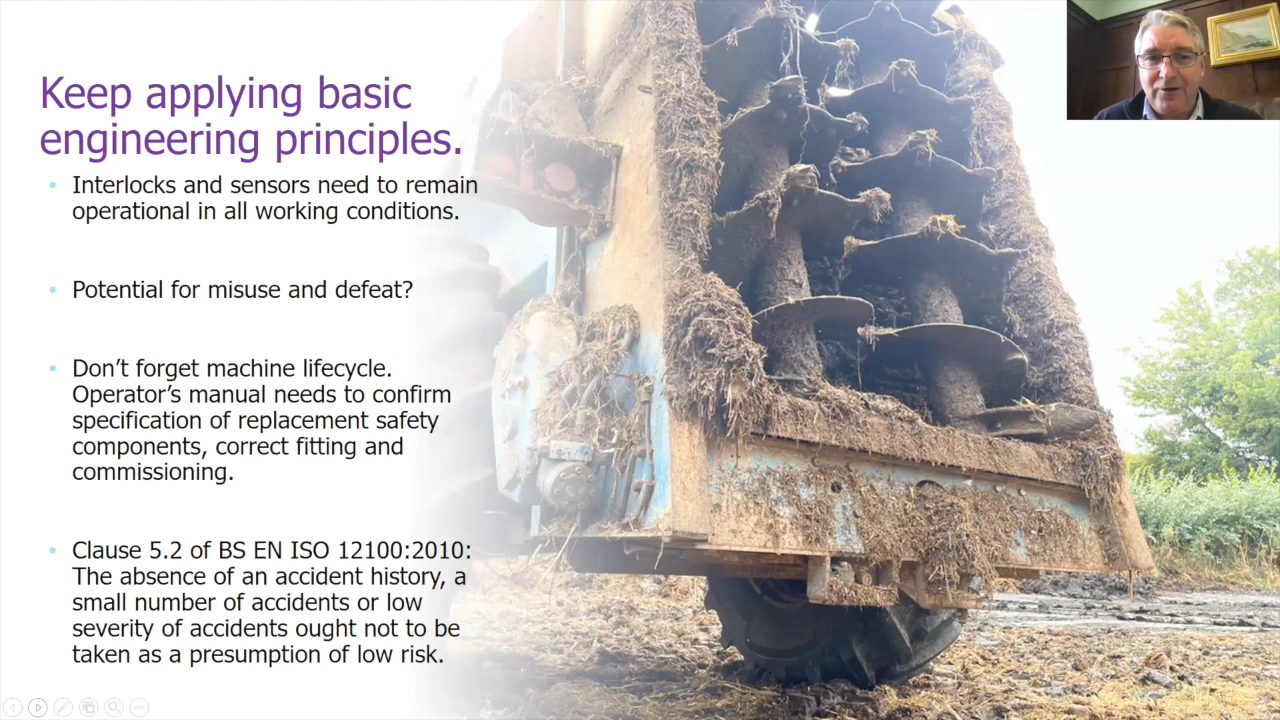 Keep applying basic
engineering principles.
• Interlocks and sensors need to remain
operational in all working conditions.
• Potential for misuse and defeat?
• Don’t forget machine lifecycle.
Operator’s manual needs to confirm
specification of replacement safety
components, correct fitting and
commissioning.
• Clause 5.2 of BS EN ISO 12100:2010:
The absence of an accident history, a
small number of accidents or low
severity of accidents ought not to be
taken as a presumption of low risk.